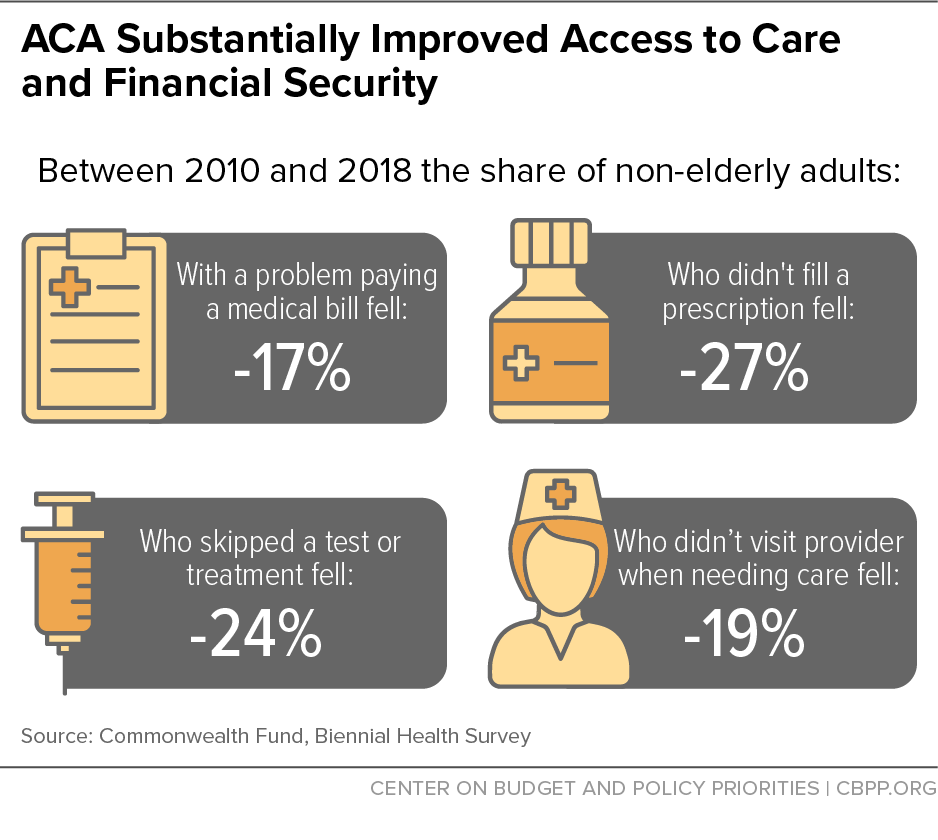 ACA Substantially Improved Access to Care
and Financial Security
Between 2010 and 2018 the share of non-elderly adults:
With a problem paying
a medical bill fell:
-17%
Who didn't fill a
prescription fell:
-27%
Who skipped a test or
treatment fell:
-24%
Who didn’t visit provider
when needing care fell:
-19%
Source: Commonwealth Fund, Biennial Health Survey
CENTER ON BUDGET AND POLICY PRIORITIES | CBPP.ORG